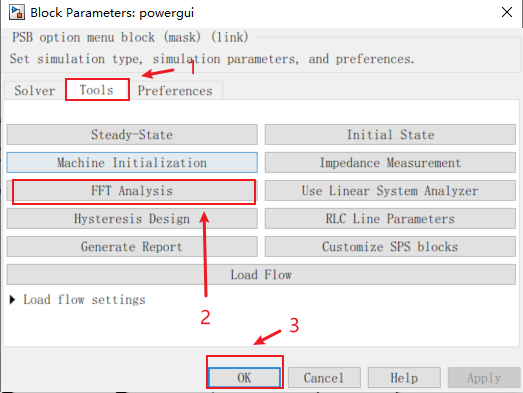 Block Parameters: powergui
PSB option menu block (mask) (link)
Set simulation type, simulation parameters, and preferences.
1
Solver Tools Preferences
Steady-State Initial State
Machine Initialization Impedance Measurement
FFT Analysis Use Linear System Analyzer
Hysteresis Design RLC Line Parameters
Generate Report Customize SPS blocks
Load Flow
Load flow settings
2
3
OK Cancel Help Apply